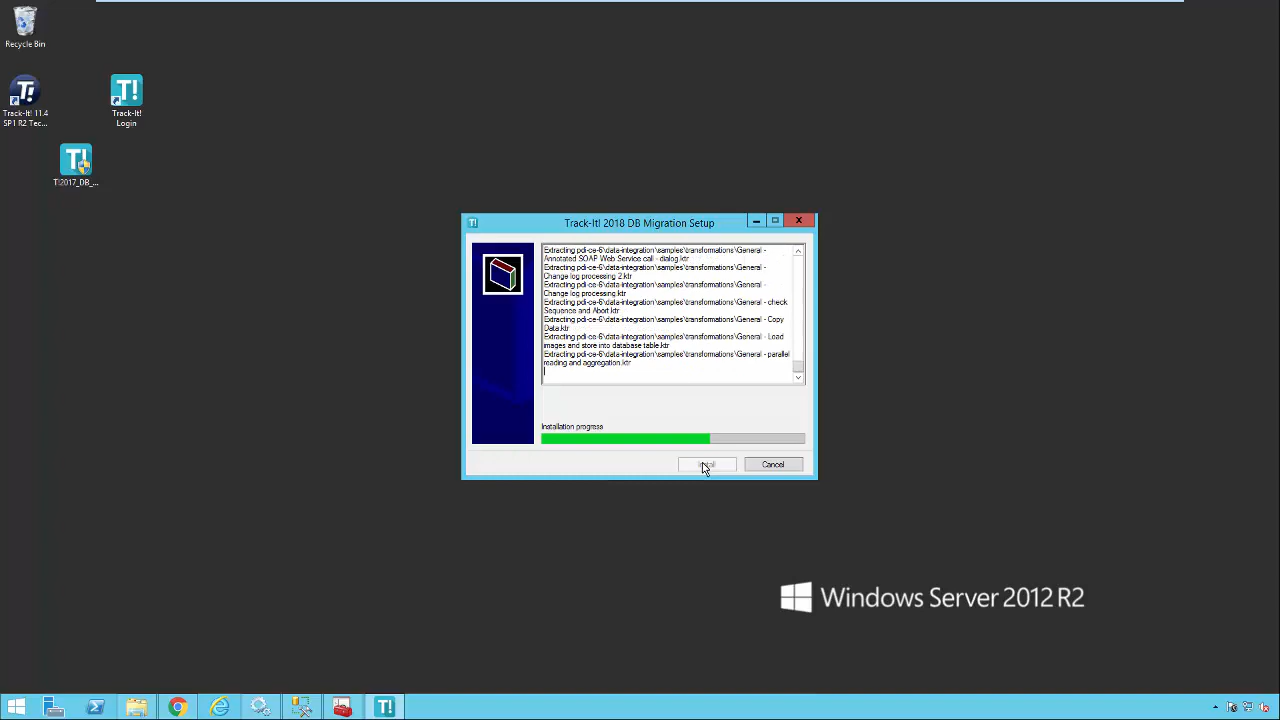 Recycle Bin
T!
Track-It! 11.4
SP1 R2 Tec...
T!
Track-It!
Login
T!
T!2017_DB_...
T!
Track-It! 2018 DB Migration Setup
Extracting pdi-ce-6\data-integration\samples\transformations\General -
Annotated SOAP Web Service call - dialog.ktr
Extracting pdi-ce-6\data-integration\samples\transformations\General -
Change log processing 2.ktr
Extracting pdi-ce-6\data-integration\samples\transformations\General -
Change log processing.ktr
Extracting pdi-ce-6\data-integration\samples\transformations\General - check
Sequence and Abort.ktr
Extracting pdi-ce-6\data-integration\samples\transformations\General - Copy
Data.ktr
Extracting pdi-ce-6\data-integration\samples\transformations\General - Load
images and store into database table.ktr
Extracting pdi-ce-6\data-integration\samples\transformations\General - parallel
reading and aggregation.ktr
Installation progress
Install
Cancel
Windows Server 2012 R2
T!